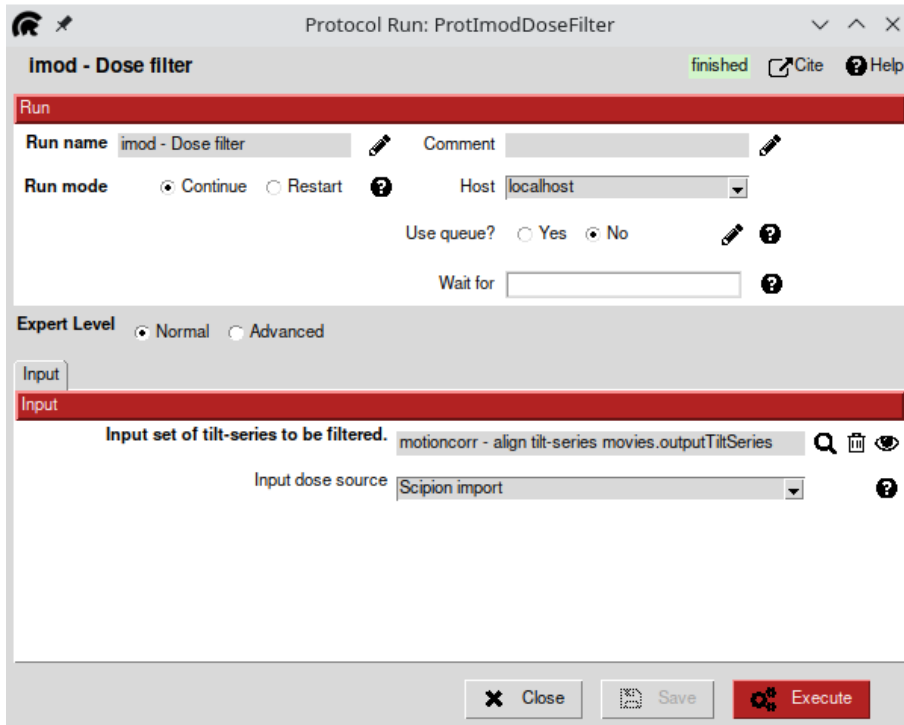 Protocol Run: ProtImodDoseFilter
imod - Dose filter finished Cite Help
Run
Run name imod - Dose filter Comment
Run mode Continue Restart Host localhost
Use queue? Yes No
Wait for
Expert Level Normal Advanced
Input
Input
Input set of tilt-series to be filtered. motioncorr - align tilt-series movies.outputTiltSeries
Input dose source Scipion import
Close Save Execute